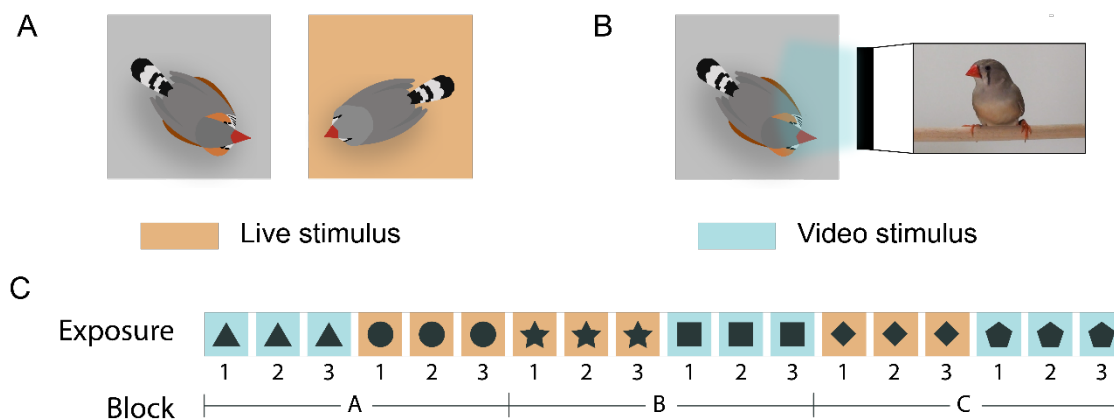 A
B
Live stimulus
Video stimulus
C
Exposure
1 2 3 1 2 3 1 2 3 1 2 3 1 2 3 1 2 3
Block A B C